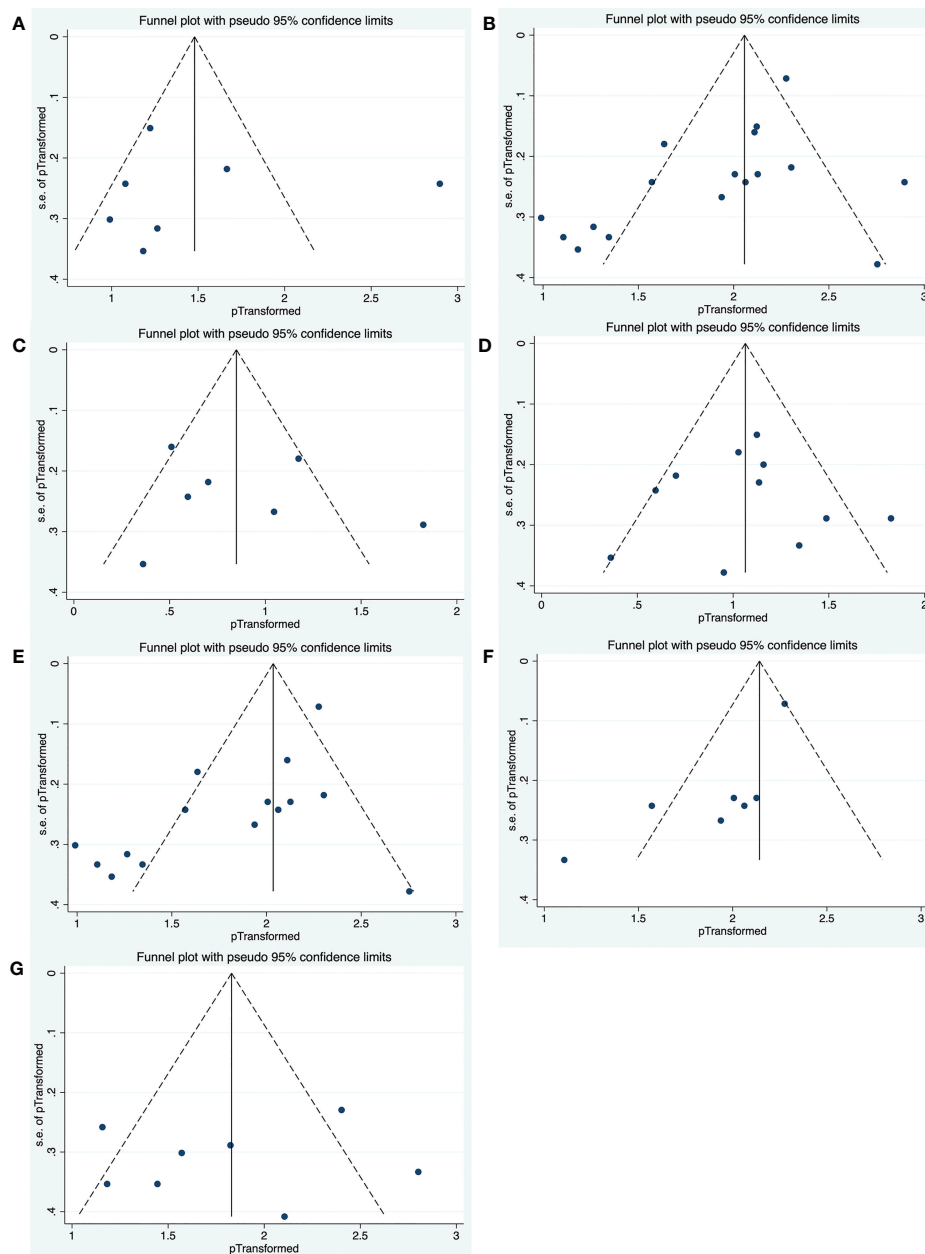 A
Funnel plot with pseudo 95% confidence limits
s.e. of pTransformed
0
.1
.2
.3
.4
1
1.5
2
2.5
3
pTransformed
B
Funnel plot with pseudo 95% confidence limits
s.e. of pTransformed
0
.1
.2
.3
.4
1
1.5
2
2.5
3
pTransformed
C
Funnel plot with pseudo 95% confidence limits
s.e. of pTransformed
0
.1
.2
.3
.4
0
.5
1
1.5
2
pTransformed
D
Funnel plot with pseudo 95% confidence limits
s.e. of pTransformed
0
.1
.2
.3
.4
0
.5
1
1.5
2
pTransformed
E
Funnel plot with pseudo 95% confidence limits
s.e. of pTransformed
0
.1
.2
.3
.4
1
1.5
2
2.5
3
pTransformed
F
Funnel plot with pseudo 95% confidence limits
s.e. of pTransformed
0
.1
.2
.3
.4
1
1.5
2
2.5
3
pTransformed
G
Funnel plot with pseudo 95% confidence limits
s.e. of pTransformed
0
.1
.2
.3
.4
1
1.5
2
2.5
3
pTransformed